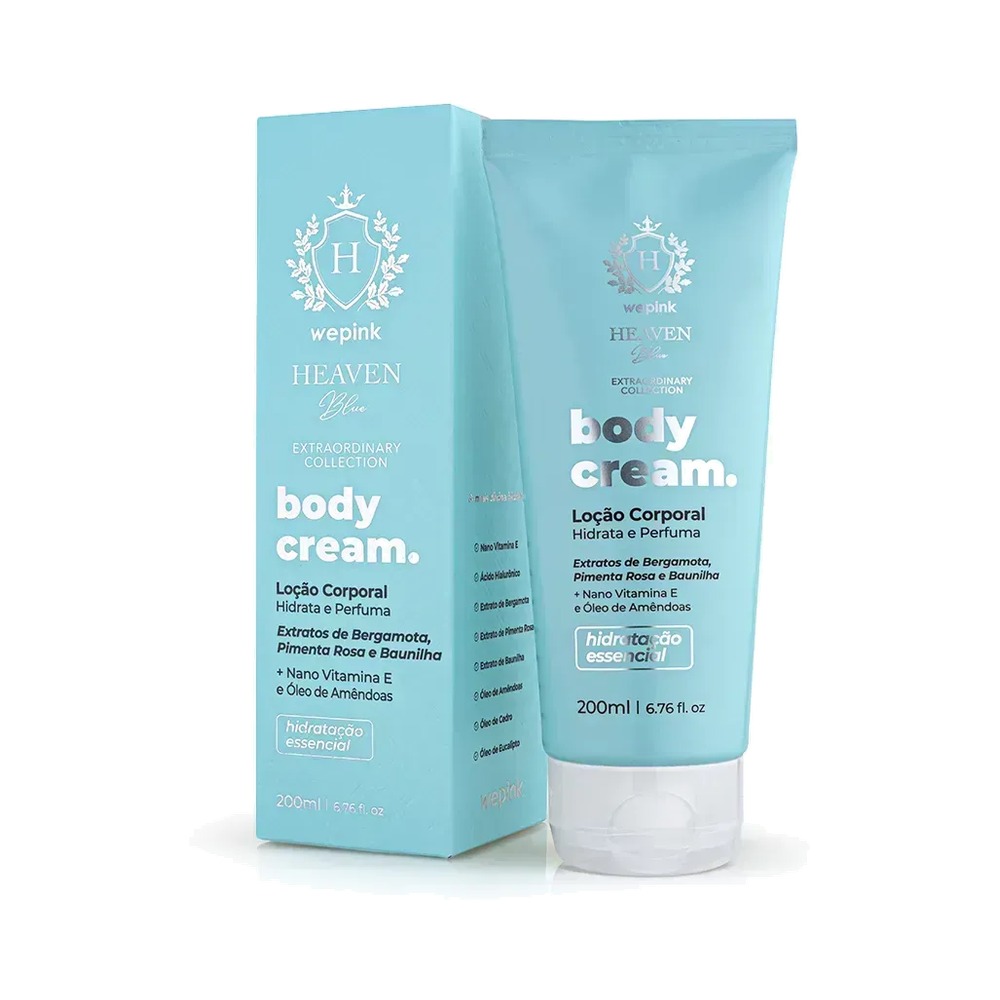 H
wepink
HEAVEN
Blue
EXTRAORDINARY
COLLECTION
body
cream.
Loção Corporal
Hidrata e Perfuma
Extratos de Bergamota,
Pimenta Rosa e Baunilha
+ Nano Vitamina E
e Óleo de Amêndoas
hidratação
essencial
200ml | 6.76 fl. oz
Nano Vitamina E
Ácido Hialurônico
Extrato de Bergamota
Extrato de Pimenta Rosa
Extrato de Baunilha
Óleo de Amêndoas
Óleo de Cedro
Óleo de Eucalipto
wepink
H
wepink
HEAVEN
Blue
EXTRAORDINARY
COLLECTION
body
cream.
Loção Corporal
Hidrata e Perfuma
Extratos de Bergamota,
Pimenta Rosa e Baunilha
+ Nano Vitamina E
e Óleo de Amêndoas
hidratação
essencial
200ml | 6.76 fl. oz